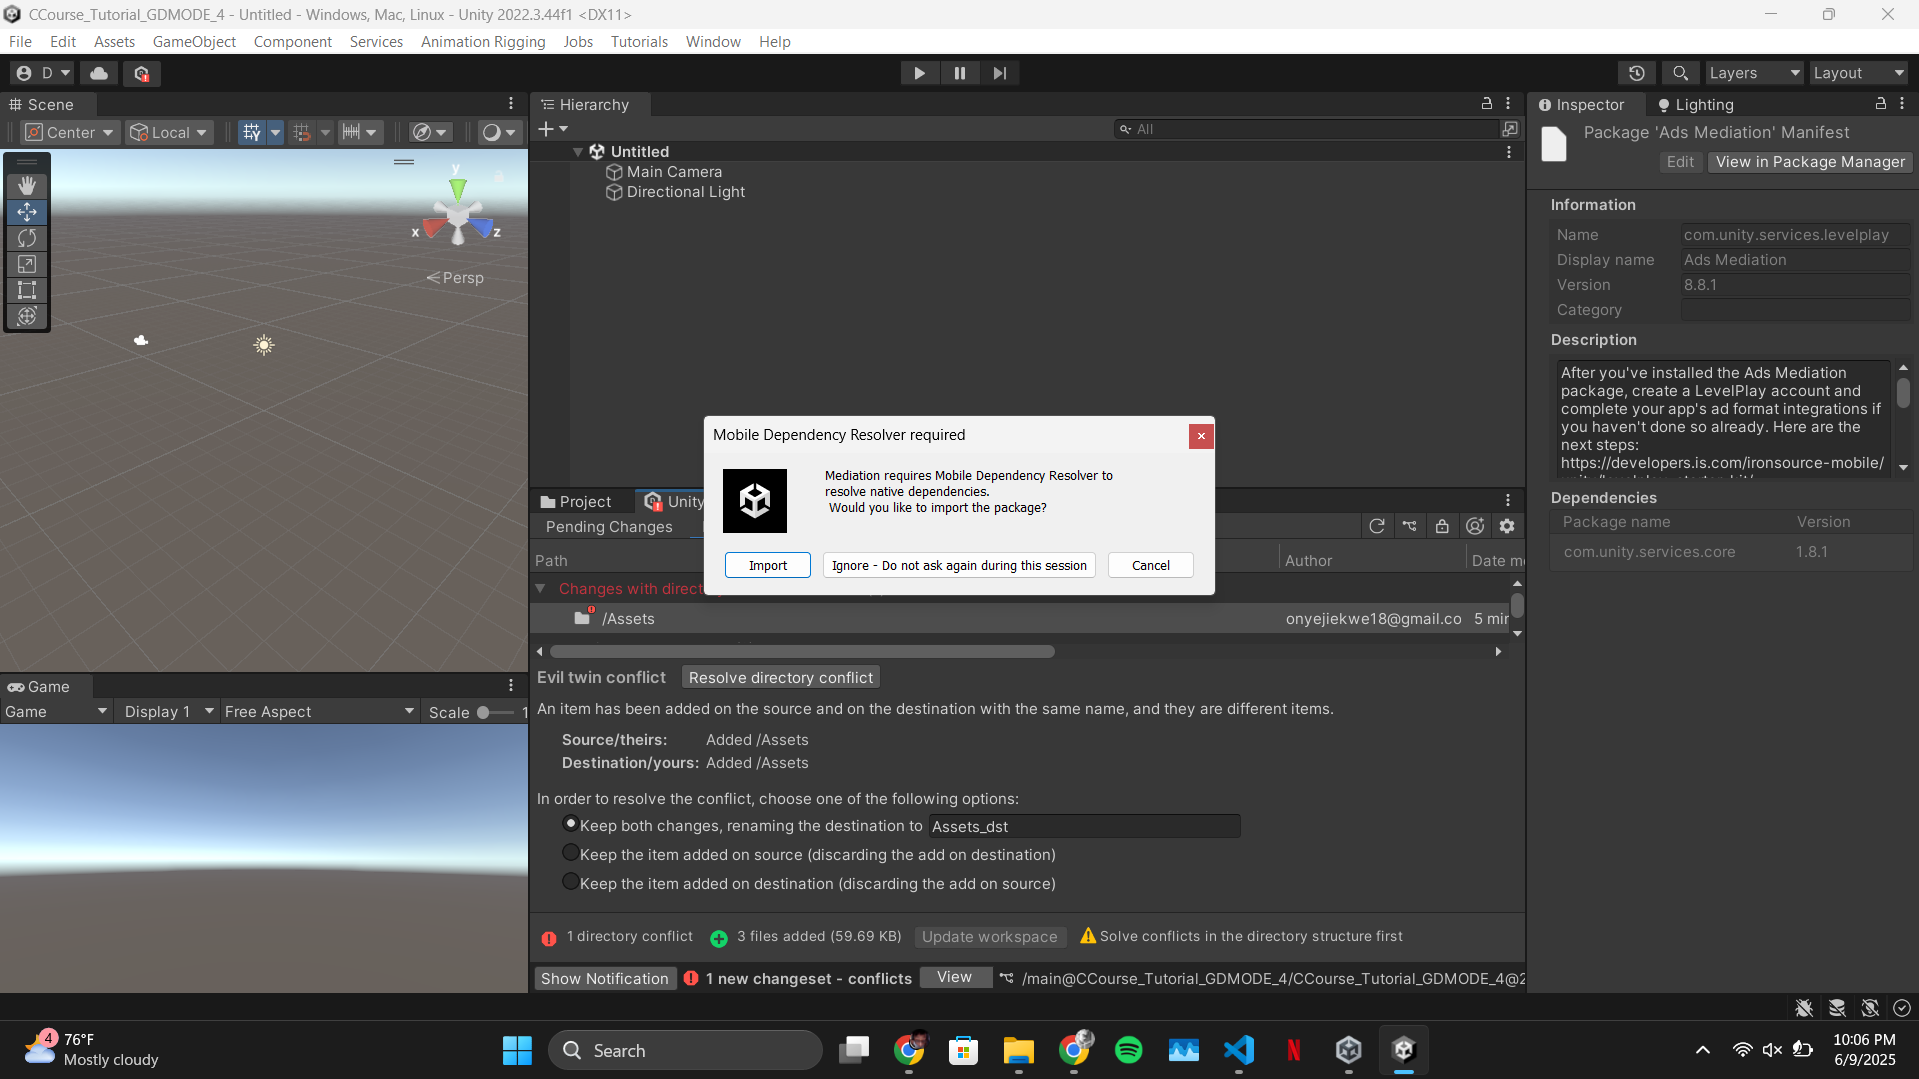 CCourse_Tutorial_GDMODE_4 - Untitled - Windows, Mac, Linux - Unity 2022.3.44f1 <DX11>
File Edit Assets GameObject Component Services Animation Rigging Jobs Tutorials Window Help
D Layers Layout
Scene
Center Local
y
x z
Persp
Hierarchy
All
Untitled
Main Camera
Directional Light
Inspector Lighting
Package 'Ads Mediation' Manifest
Edit View in Package Manager
Information
Name com.unity.services.levelplay
Display name Ads Mediation
Version 8.8.1
Category
Description
After you've installed the Ads Mediation
package, create a LevelPlay account and
complete your app's ad format integrations if
you haven't done so already. Here are the
next steps:
https://developers.is.com/ironsource-mobile/
Dependencies
Package name Version
com.unity.services.core 1.8.1
Mobile Dependency Resolver required
Mediation requires Mobile Dependency Resolver to
resolve native dependencies.
Would you like to import the package?
Import Ignore - Do not ask again during this session Cancel
Project Unity
Pending Changes
Path Author Date
Changes with
/Assets onyejiekwe18@gmail.co 5
Evil twin conflict Resolve directory conflict
An item has been added on the source and on the destination with the same name, and they are different items.
Source/theirs: Added /Assets
Destination/yours: Added /Assets
In order to resolve the conflict, choose one of the following options:
Keep both changes, renaming the destination to Assets_dst
Keep the item added on source (discarding the add on destination)
Keep the item added on destination (discarding the add on source)
1 directory conflict 3 files added (59.69 KB) Update workspace Solve conflicts in the directory structure first
Show Notification 1 new changeset - conflicts View /main@CCourse_Tutorial_GDMODE_4/CCourse_Tutorial_GDMODE_4@2
Game
Game Display 1 Free Aspect Scale 1
4 76°F
Mostly cloudy
Search
10:06 PM
6/9/2025